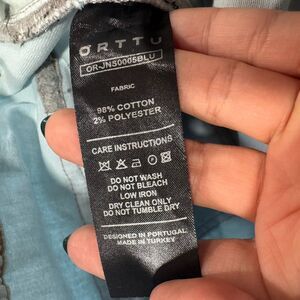 ORTTU
OR-JNS0005BLU
FABRIC
98% COTTON
2% POLYESTER
CARE INSTRUCTIONS
DO NOT WASH
DO NOT BLEACH
LOW IRON
DRY CLEAN ONLY
DO NOT TUMBLE DRY
DESIGNED IN PORTUGAL
MADE IN TURKEY